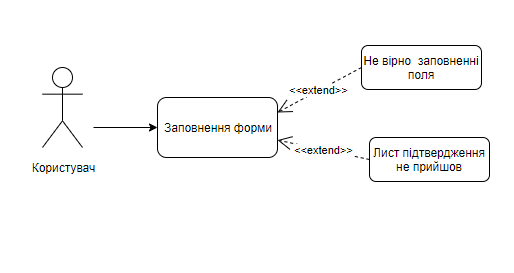 Не вірно заповненні
поля
<<extend>>
Заповнення форми
<<extend>>
Лист підтвердження
не прийшов
Користувач